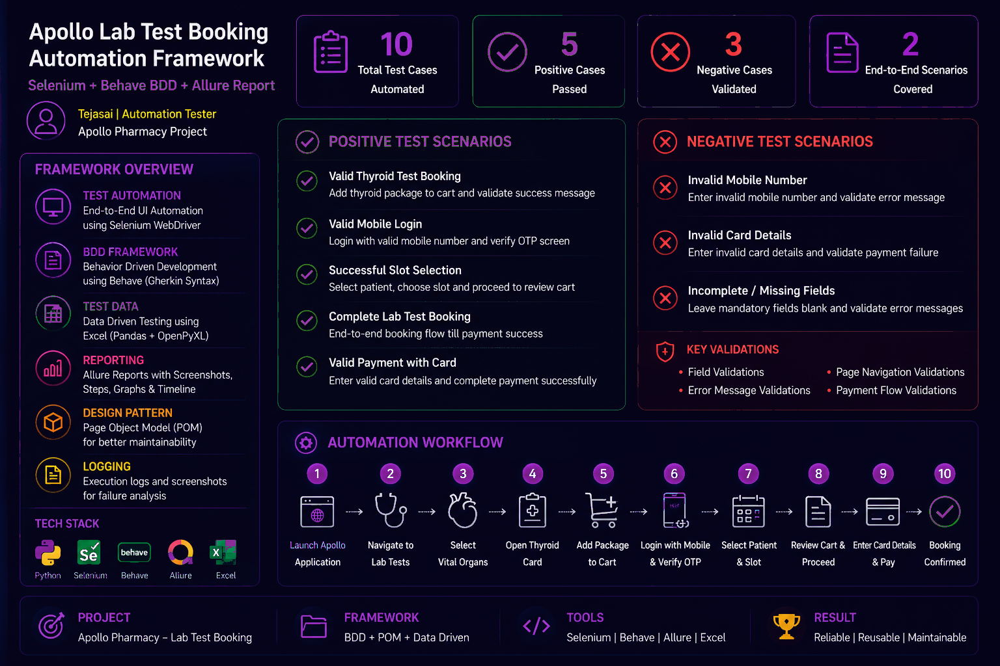 Apollo Lab Test Booking
Automation Framework
Selenium + Behave BDD + Allure Report
Tejasai | Automation Tester
Apollo Pharmacy Project
10
Total Test Cases
Automated
5
Positive Cases
Passed
3
Negative Cases
Validated
2
End-to-End Scenarios
Covered
FRAMEWORK OVERVIEW
TEST AUTOMATION
End-to-End UI Automation
using Selenium WebDriver
BDD FRAMEWORK
Behavior Driven Development
using Behave (Gherkin Syntax)
TEST DATA
Data Driven Testing using
Excel (Pandas + OpenPyXL)
REPORTING
Allure Reports with Screenshots,
Steps, Graphs & Timeline
DESIGN PATTERN
Page Object Model (POM)
for better maintainability
LOGGING
Execution logs and screenshots
for failure analysis
TECH STACK
Se
behave
X
Python
Selenium
Behave
Allure
Excel
POSITIVE TEST SCENARIOS
Valid Thyroid Test Booking
Add thyroid package to cart and validate success message
Valid Mobile Login
Login with valid mobile number and verify OTP screen
Successful Slot Selection
Select patient, choose slot and proceed to review cart
Complete Lab Test Booking
End-to-end booking flow till payment success
Valid Payment with Card
Enter valid card details and complete payment successfully
NEGATIVE TEST SCENARIOS
Invalid Mobile Number
Enter invalid mobile number and validate error message
Invalid Card Details
Enter invalid card details and validate payment failure
Incomplete / Missing Fields
Leave mandatory fields blank and validate error messages
KEY VALIDATIONS
• Field Validations
• Page Navigation Validations
• Error Message Validations
• Payment Flow Validations
AUTOMATION WORKFLOW
1
Launch Apollo
Application
2
Navigate to
Lab Tests
3
Select
Vital Organs
4
Open Thyroid
Card
5
Add Package
to Cart
6
Login with Mobile
& Verify OTP
7
Select Patient
& Slot
8
Review Cart &
Proceed
9
Enter Card Details
& Pay
10
Booking
Confirmed
PROJECT
Apollo Pharmacy – Lab Test Booking
FRAMEWORK
BDD + POM + Data Driven
</> TOOLS
Selenium | Behave | Allure | Excel
RESULT
Reliable | Reusable | Maintainable